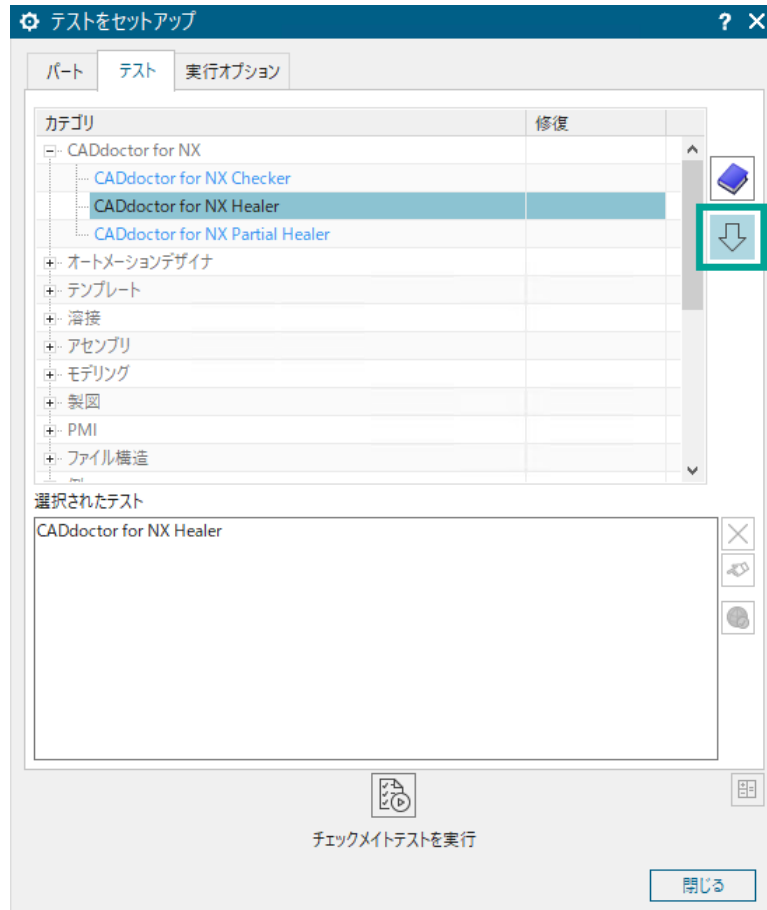 テストをセットアップ
パート テスト 実行オプション
カテゴリ 修復
CADdoctor for NX
CADdoctor for NX Checker
CADdoctor for NX Healer
CADdoctor for NX Partial Healer
オートメーションデザイナ
テンプレート
溶接
アセンブリ
モデリング
製図
PMI
ファイル構造
選択されたテスト
CADdoctor for NX Healer
チェックメイトテストを実行
閉じる